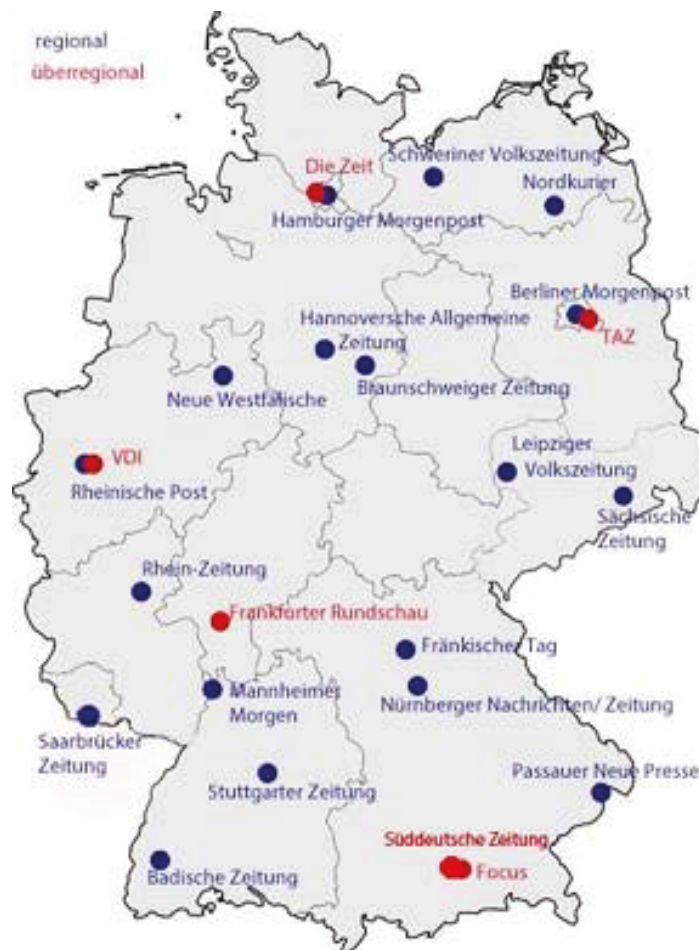 regional
überregional
Die Zeit
Schweriner Volkszeitung
Nordkurier
Hamburger Morgenpost
Berliner Morgenpost
TAZ
Hannoversche Allgemeine
Zeitung
Neue Westfälische
Braunschweiger Zeitung
VDI
Rheinische Post
Leipziger
Volkszeitung
Sächsische
Zeitung
Rhein-Zeitung
Frankfurter Rundschau
Fränkischer Tag
Mannheimer
Morgen
Nürnberger Nachrichten/ Zeitung
Saarbrücker
Zeitung
Stuttgarter Zeitung
Passauer Neue Presse
Süddeutsche Zeitung
Focus
Badische Zeitung